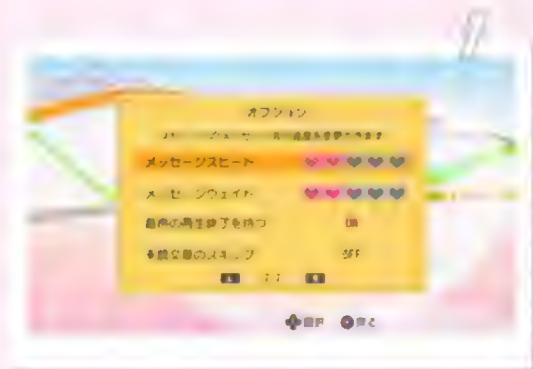 オプション
メッセージスピード
メッセージウェイト
音声の再生終了を待つ ON
未読文章のスキップ OFF
選択 戻る